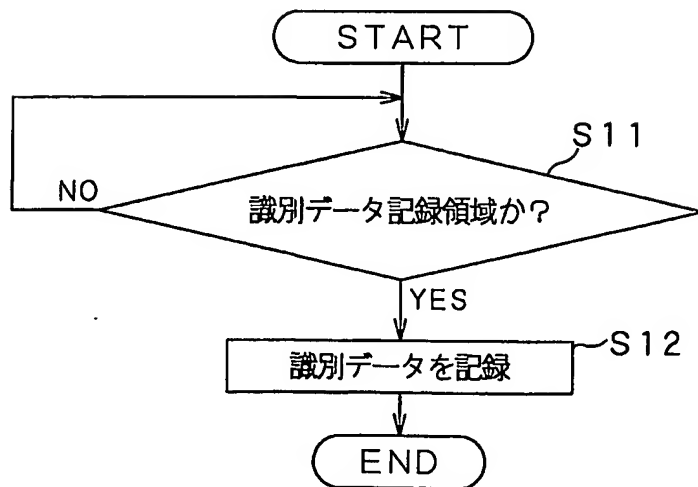 START
S11
識別データ記録領域か?
NO
YES
識別データを記録
S12
END